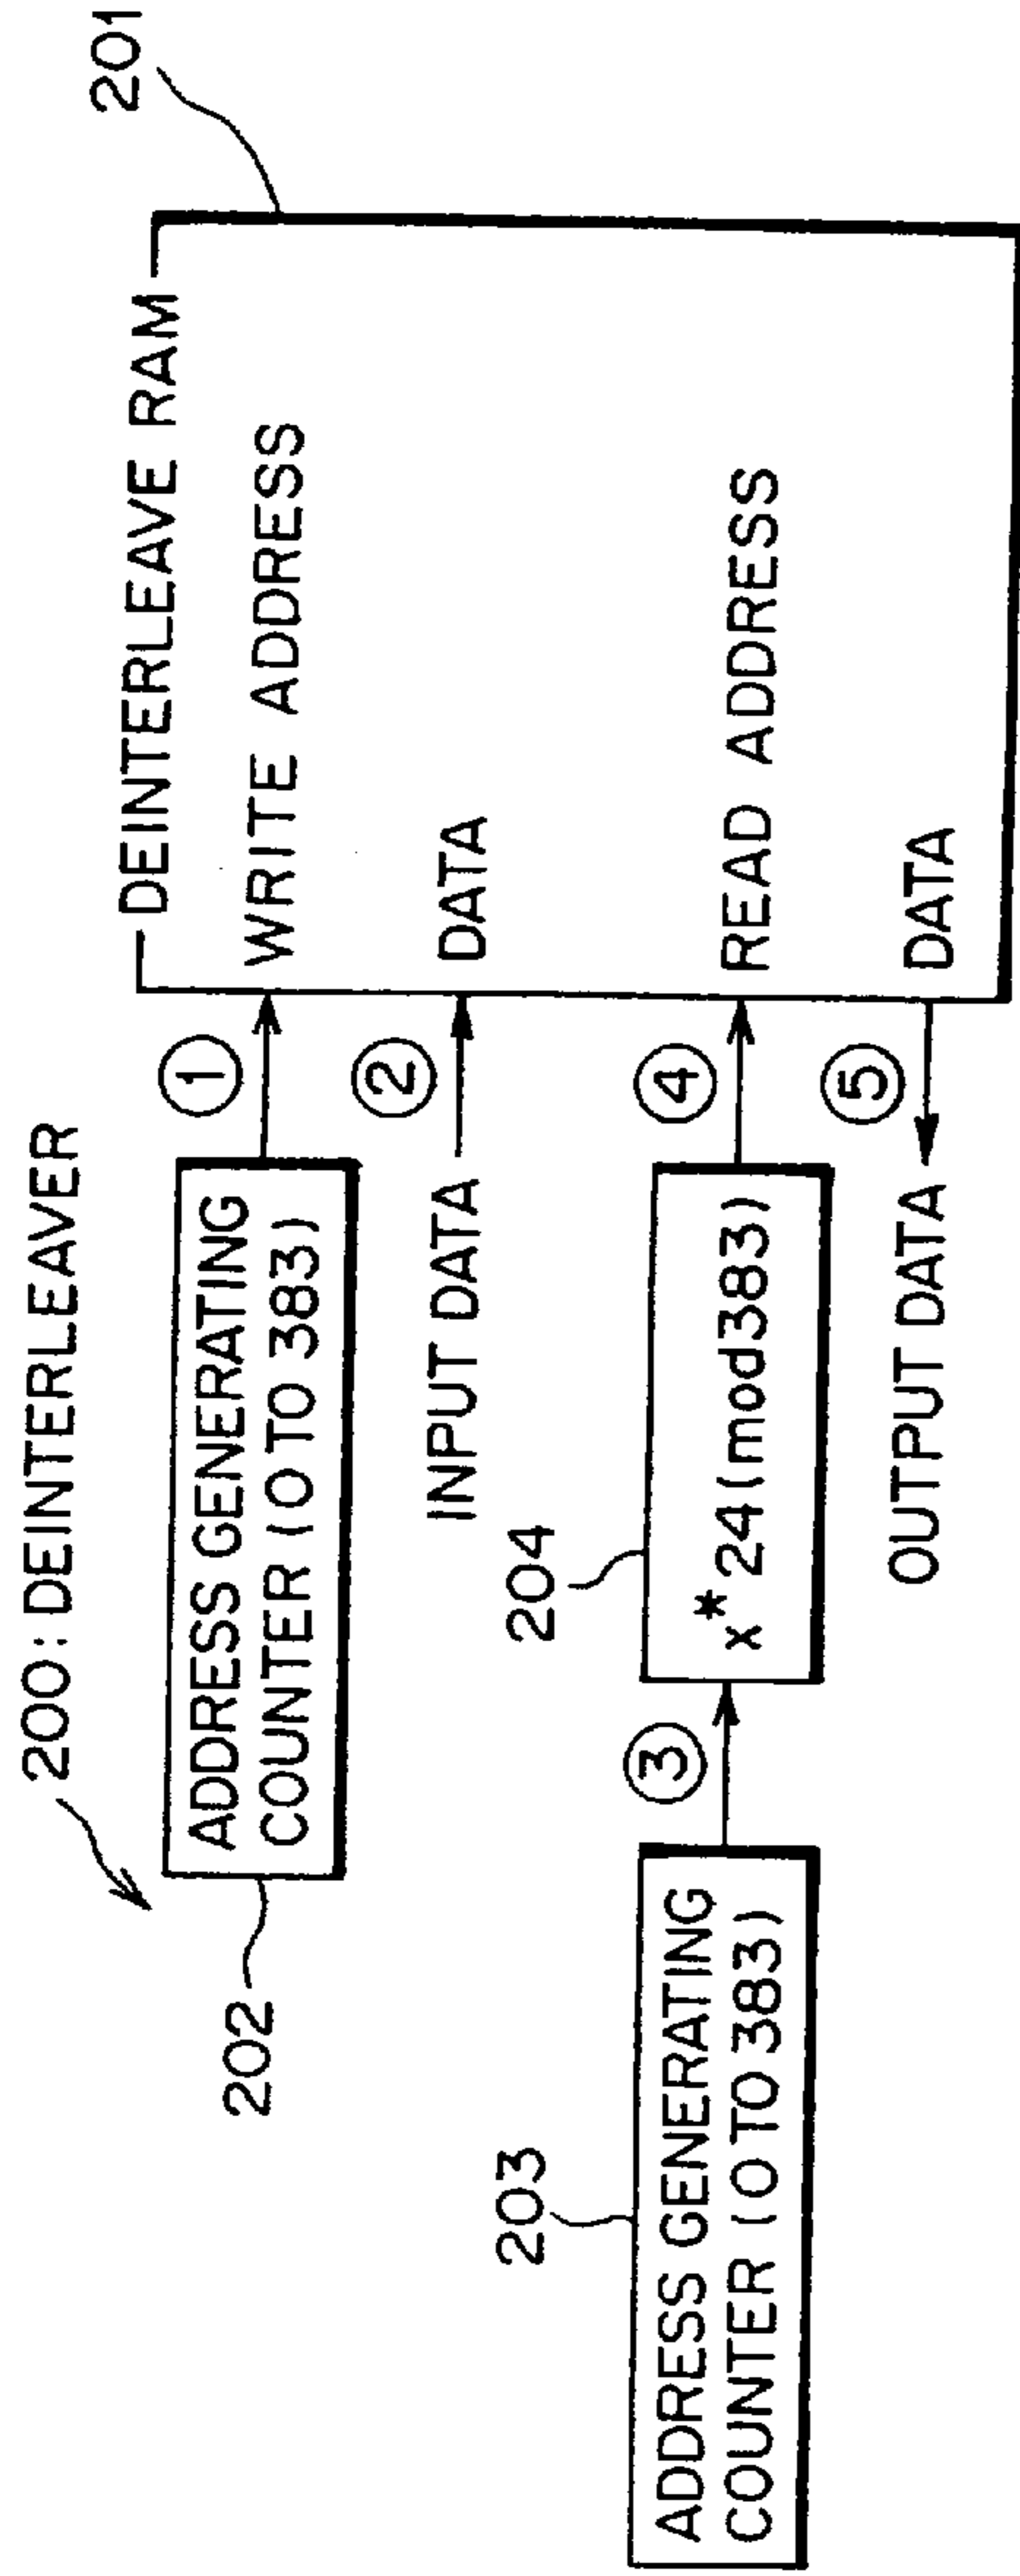 200: DEINTERLEAVER
201
DEINTERLEAVE RAM
202
ADDRESS GENERATING
COUNTER (0 TO 383)
①
WRITE ADDRESS
INPUT DATA
②
DATA
203
ADDRESS GENERATING
COUNTER (0 TO 383)
③
204
x*24(mod383)
④
READ ADDRESS
OUTPUT DATA
⑤
DATA